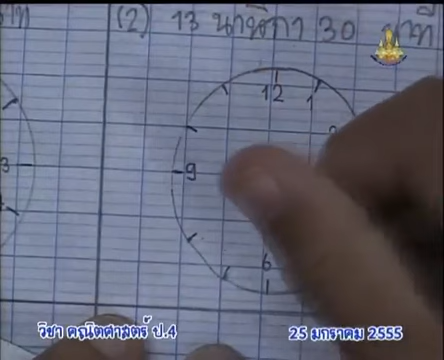 (2) 13 นาฬิกา 30 นาที
12
1
9
3
6
วิชา คณิตศาสตร์ ป.4
25 มกราคม 2555